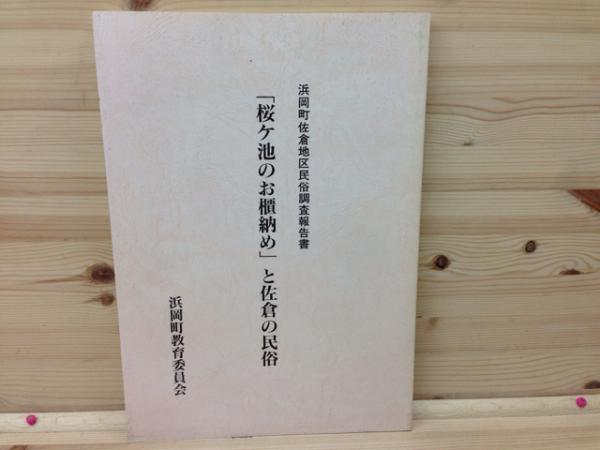 浜岡町佐倉地区民俗調査報告書
「桜ケ池のお櫃納め」と佐倉の民俗
浜岡町教育委員会